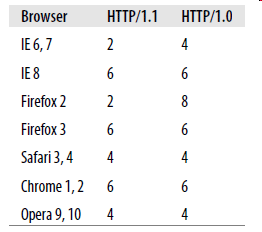 Browser HTTP/1.1 HTTP/1.0
IE 6, 7 2 4
IE 8 6 6
Firefox 2 2 8
Firefox 3 6 6
Safari 3, 4 4 4
Chrome 1, 2 6 6
Opera 9, 10 4 4